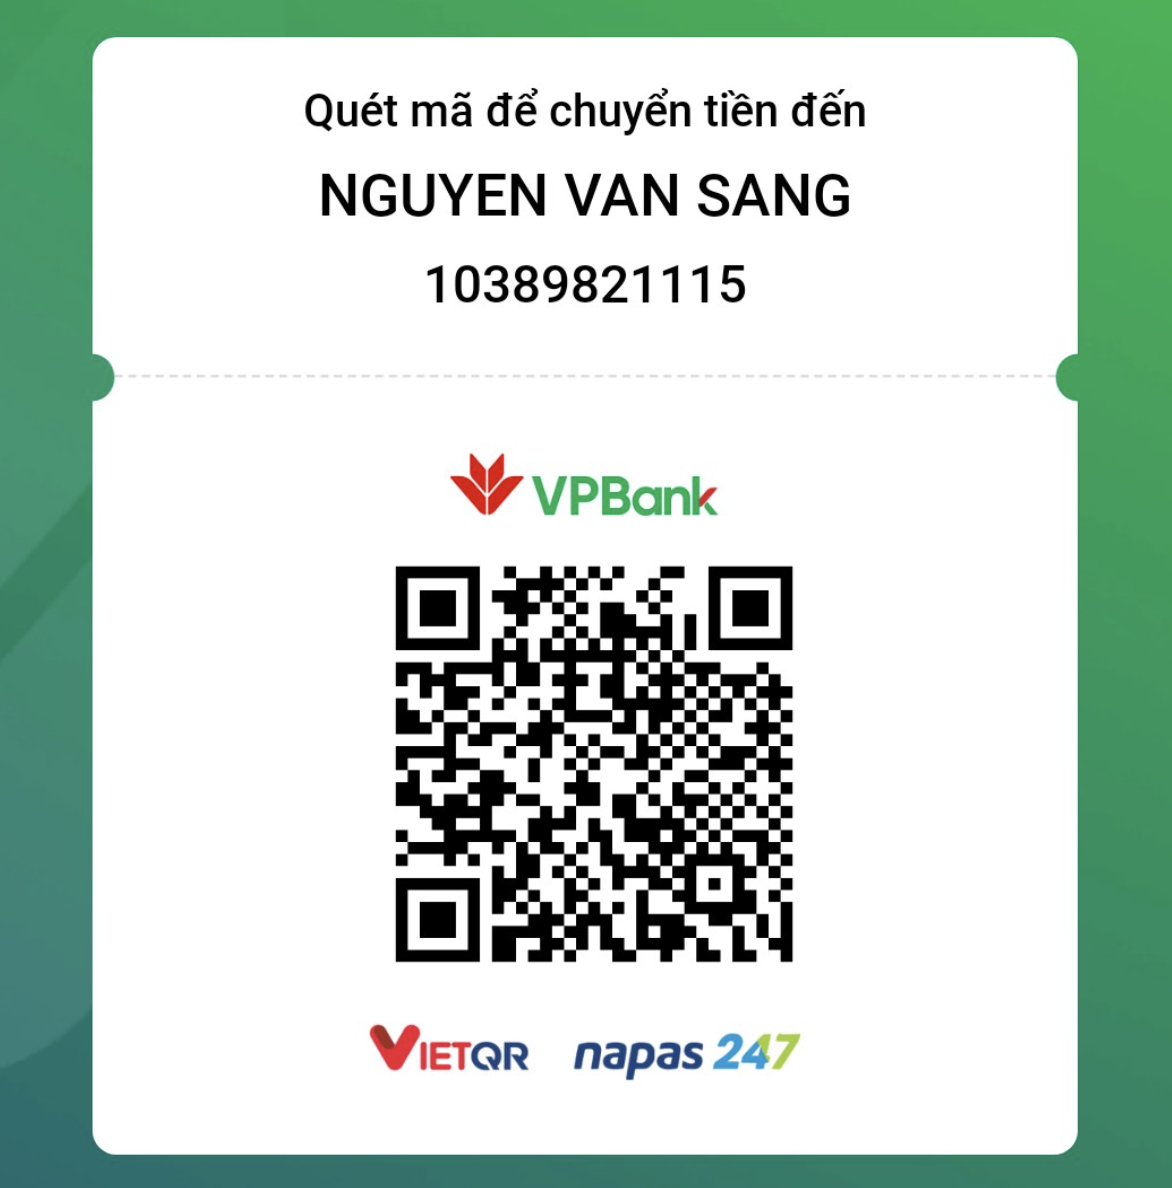 Quét mã để chuyển tiền đến
NGUYEN VAN SANG
10389821115
VPBank
VIETQR napas 247